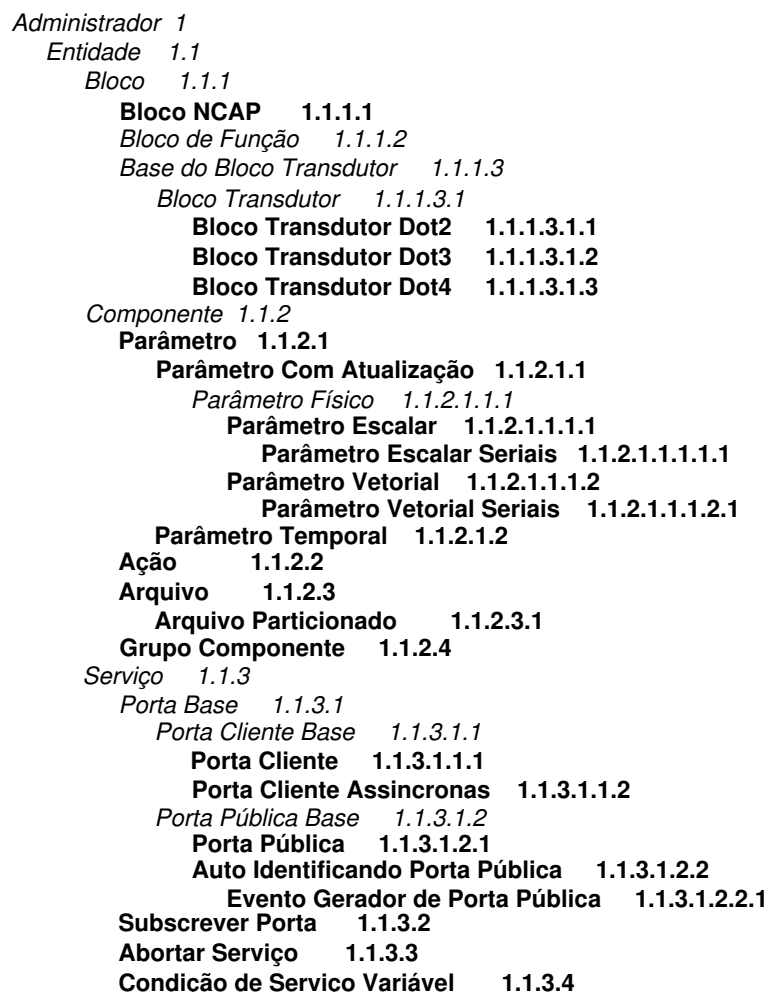 Administrador 1
Entidade 1.1
Bloco 1.1.1
Bloco NCAP 1.1.1.1
Bloco de Função 1.1.1.2
Base do Bloco Transdutor 1.1.1.3
Bloco Transdutor 1.1.1.3.1
Bloco Transdutor Dot2 1.1.1.3.1.1
Bloco Transdutor Dot3 1.1.1.3.1.2
Bloco Transdutor Dot4 1.1.1.3.1.3
Componente 1.1.2
Parâmetro 1.1.2.1
Parâmetro Com Atualização 1.1.2.1.1
Parâmetro Físico 1.1.2.1.1.1
Parâmetro Escalar 1.1.2.1.1.1.1
Parâmetro Escalar Seriais 1.1.2.1.1.1.1.1
Parâmetro Vetorial 1.1.2.1.1.1.2
Parâmetro Vetorial Seriais 1.1.2.1.1.1.2.1
Parâmetro Temporal 1.1.2.1.2
Ação 1.1.2.2
Arquivo 1.1.2.3
Arquivo Particionado 1.1.2.3.1
Grupo Componente 1.1.2.4
Serviço 1.1.3
Porta Base 1.1.3.1
Porta Cliente Base 1.1.3.1.1
Porta Cliente 1.1.3.1.1.1
Porta Cliente Assincronas 1.1.3.1.1.2
Porta Pública Base 1.1.3.1.2
Porta Pública 1.1.3.1.2.1
Auto Identificando Porta Pública 1.1.3.1.2.2
Evento Gerador de Porta Pública 1.1.3.1.2.2.1
Subscrever Porta 1.1.3.2
Abortar Serviço 1.1.3.3
Condição de Serviço Variável 1.1.3.4